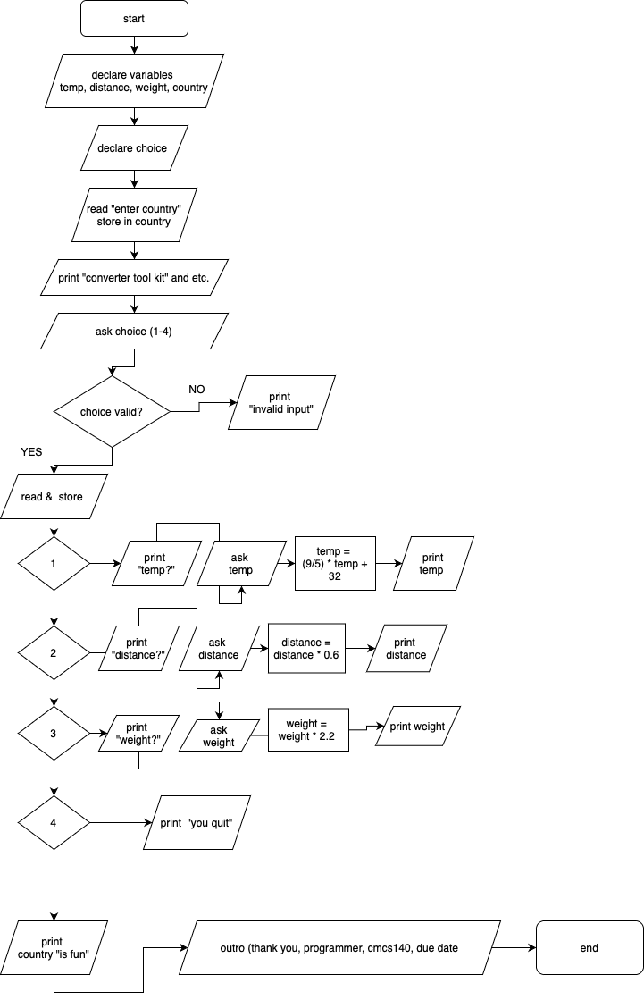 start
declare variables
temp, distance, weight, country
declare choice
read "enter country"
store in country
print "converter tool kit" and etc.
ask choice (1-4)
choice valid?
NO
print
"invalid input"
YES
read & store
1
print
"temp?"
ask
temp
temp =
(9/5) * temp +
32
print
temp
2
print
"distance?"
ask
distance
distance =
distance * 0.6
print
distance
3
print
"weight?"
ask
weight
weight =
weight * 2.2
print weight
4
print "you quit"
print
country "is fun"
outro (thank you, programmer, cmcs140, due date
end